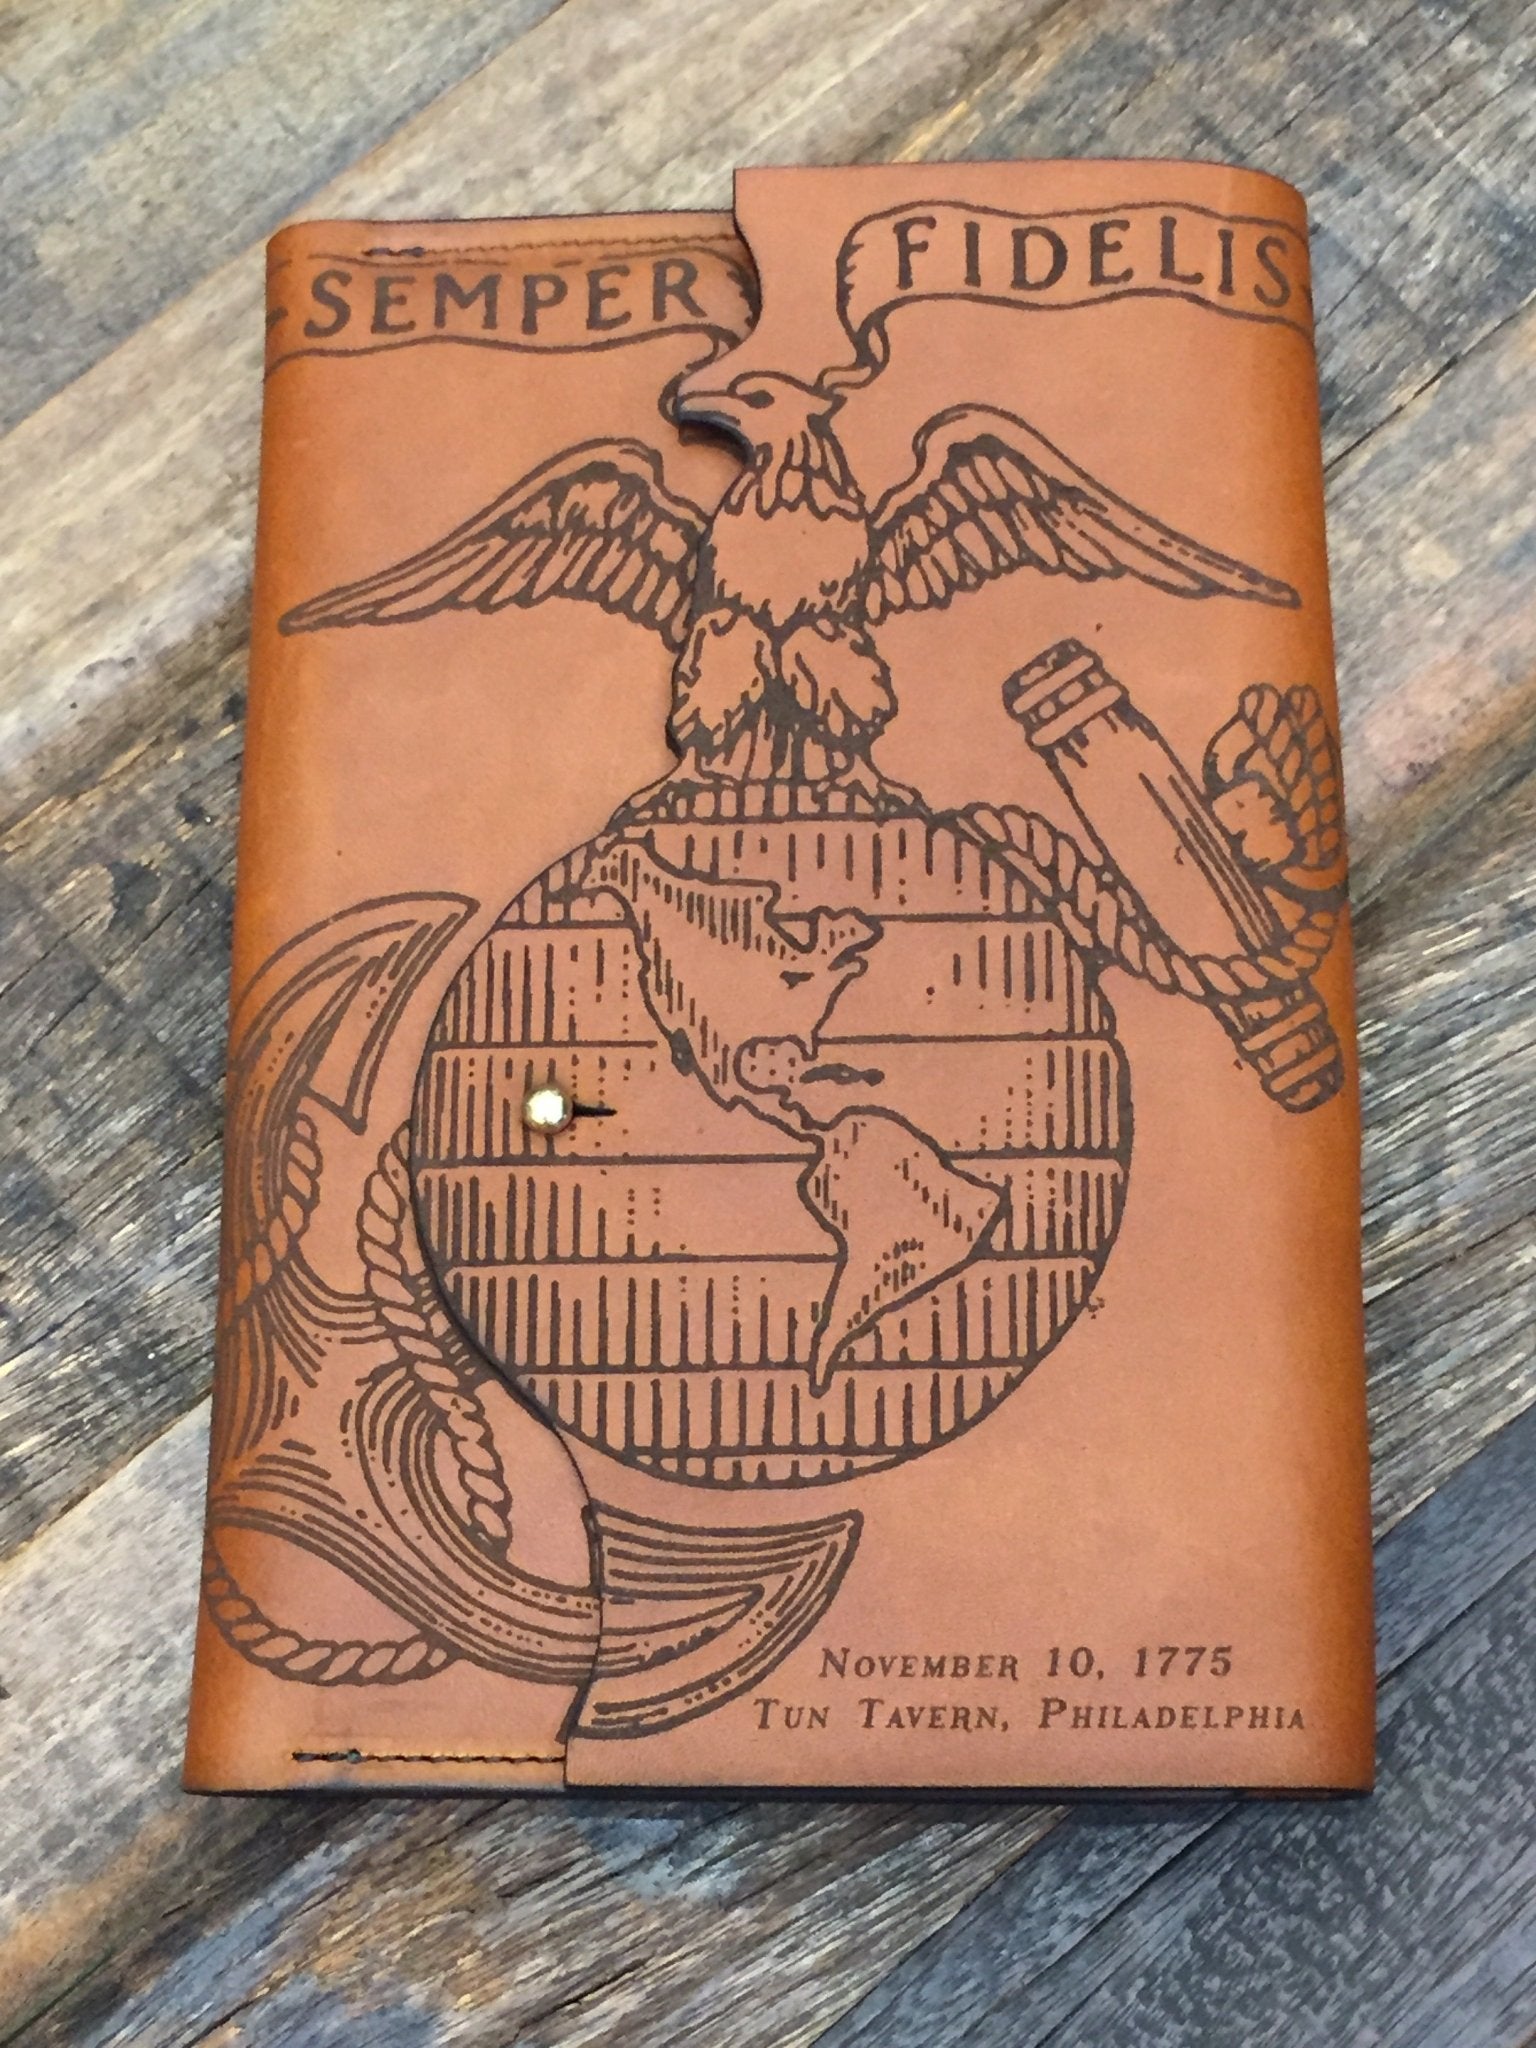 SEMPER FIDELIS
NOVEMBER 10, 1775
TUN TAVERN, PHILADELPHIA